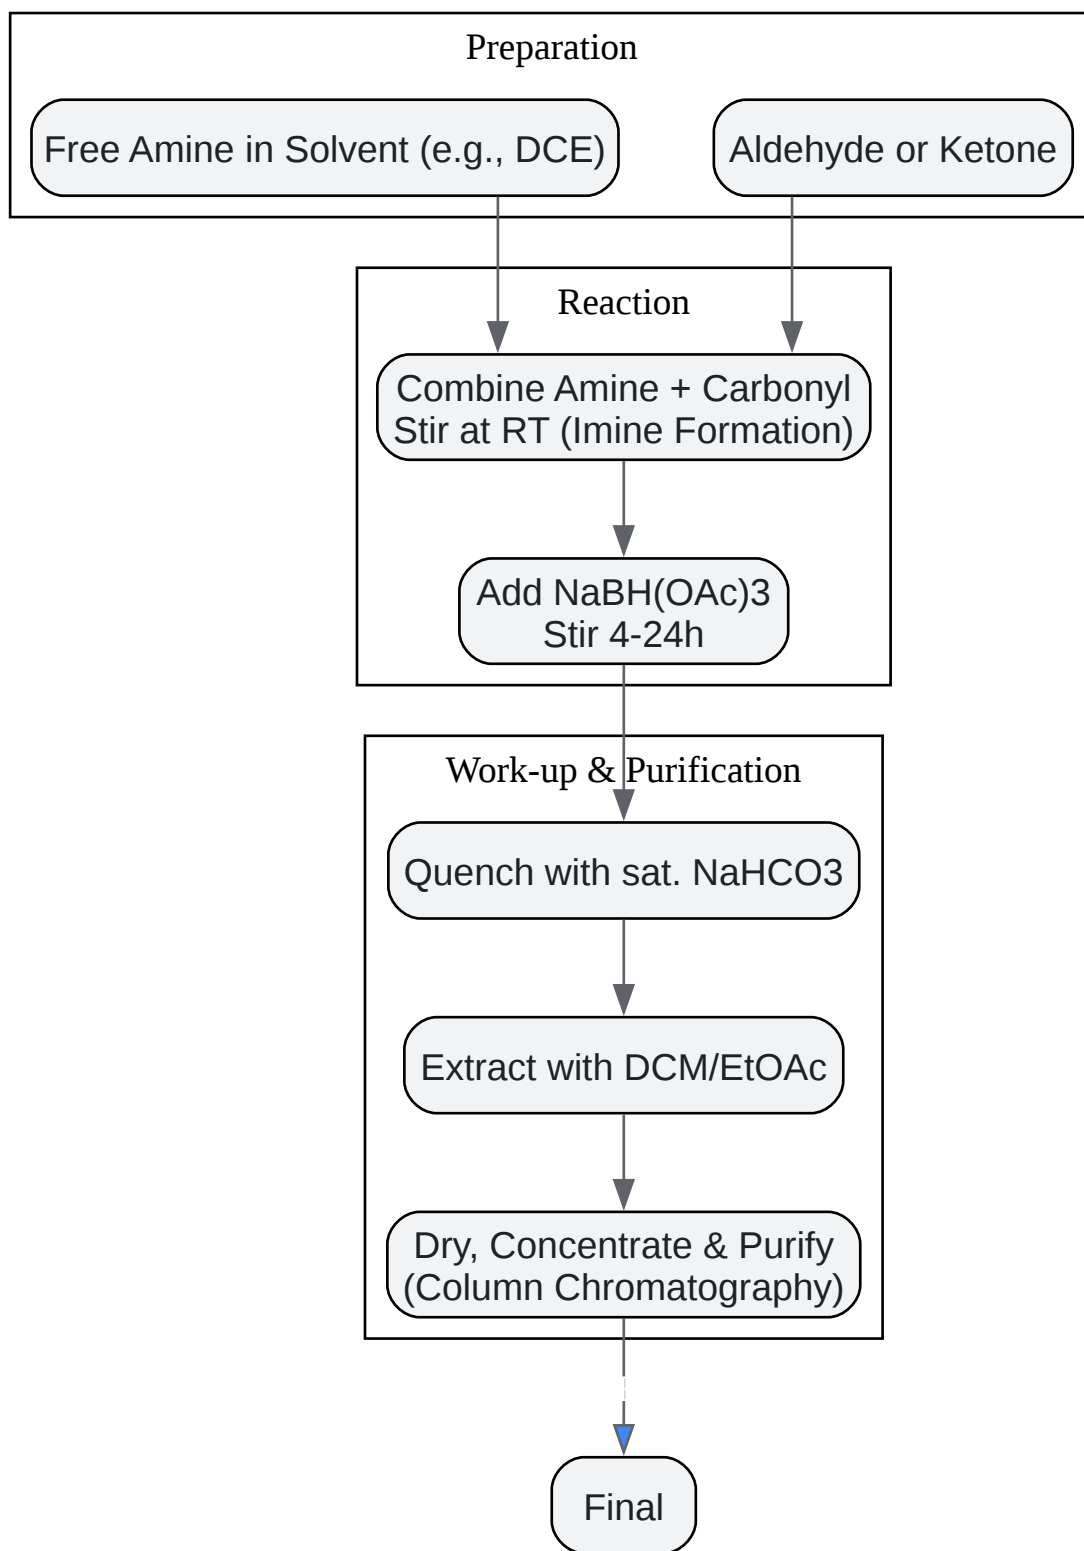 Preparation
Free Amine in Solvent (e.g., DCE)
Aldehyde or Ketone
Reaction
Combine Amine + Carbonyl
Stir at RT (Imine Formation)
Add NaBH(OAc)3
Stir 4-24h
Work-up & Purification
Quench with sat. NaHCO3
Extract with DCM/EtOAc
Dry, Concentrate & Purify
(Column Chromatography)
Final